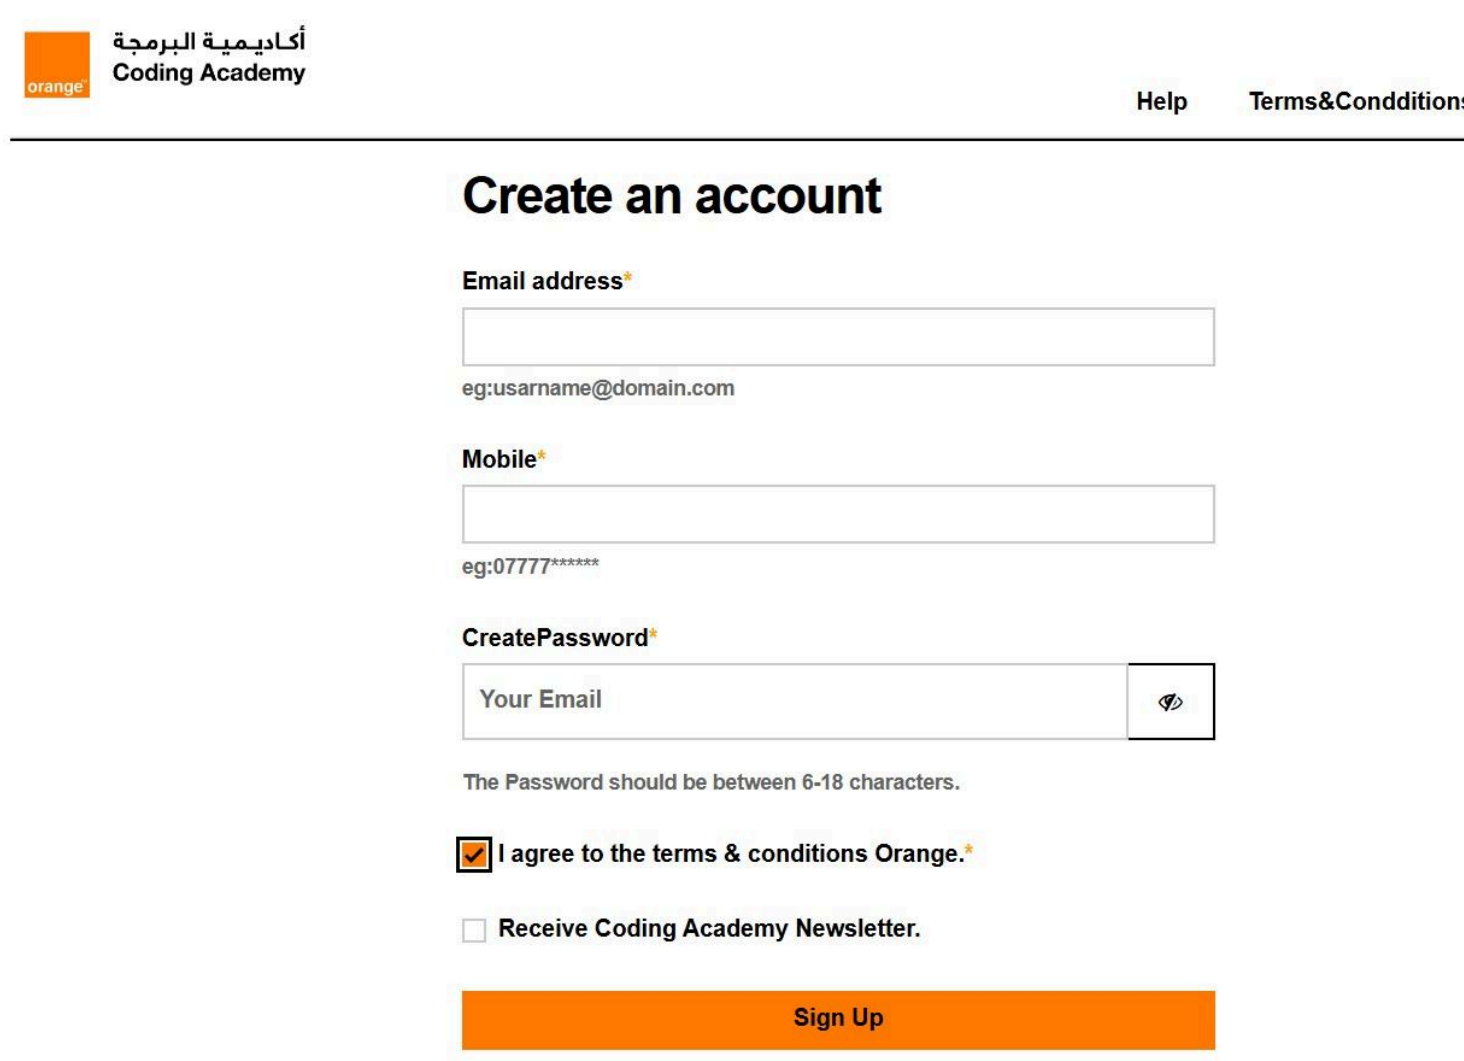 أكاديمية البرمجة
Coding Academy
orange
Help
Terms&Condditions
Create an account
Email address*
eg:usarname@domain.com
Mobile*
eg:07777******
CreatePassword*
Your Email
The Password should be between 6-18 characters.
I agree to the terms & conditions Orange.*
Receive Coding Academy Newsletter.
Sign Up